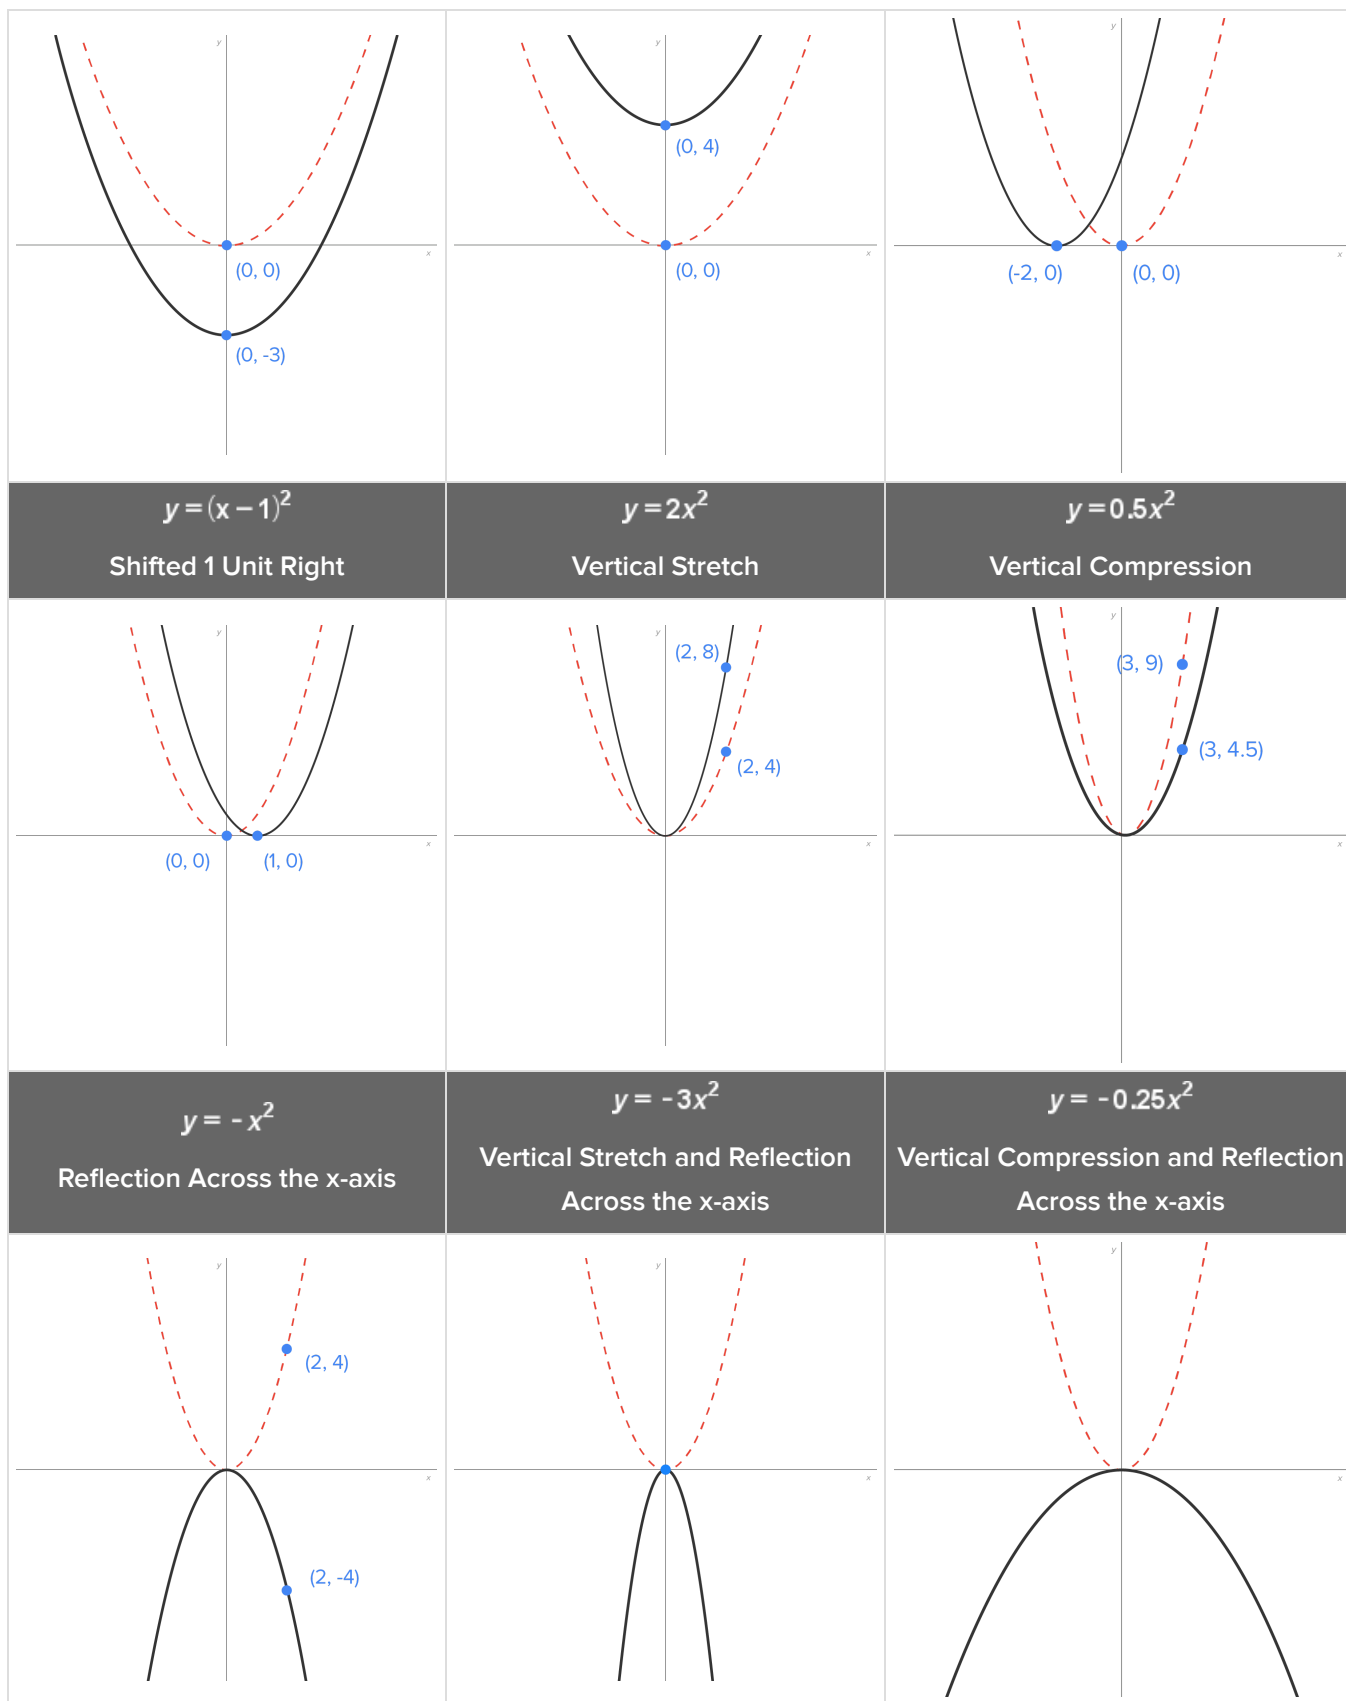 y
(0, 0)
(0, -3)
x
y
(0, 4)
(0, 0)
x
y
(-2, 0)
(0, 0)
x
y = (x − 1)²
Shifted 1 Unit Right
y = 2x²
Vertical Stretch
y = 0.5x²
Vertical Compression
y
(0, 0)
(1, 0)
x
y
(2, 8)
(2, 4)
x
y
(3, 9)
(3, 4.5)
x
y = -x²
Reflection Across the x-axis
y = -3x²
Vertical Stretch and Reflection
Across the x-axis
y = -0.25x²
Vertical Compression and Reflection
Across the x-axis
y
(2, 4)
x
(2, -4)
y
x
y
x